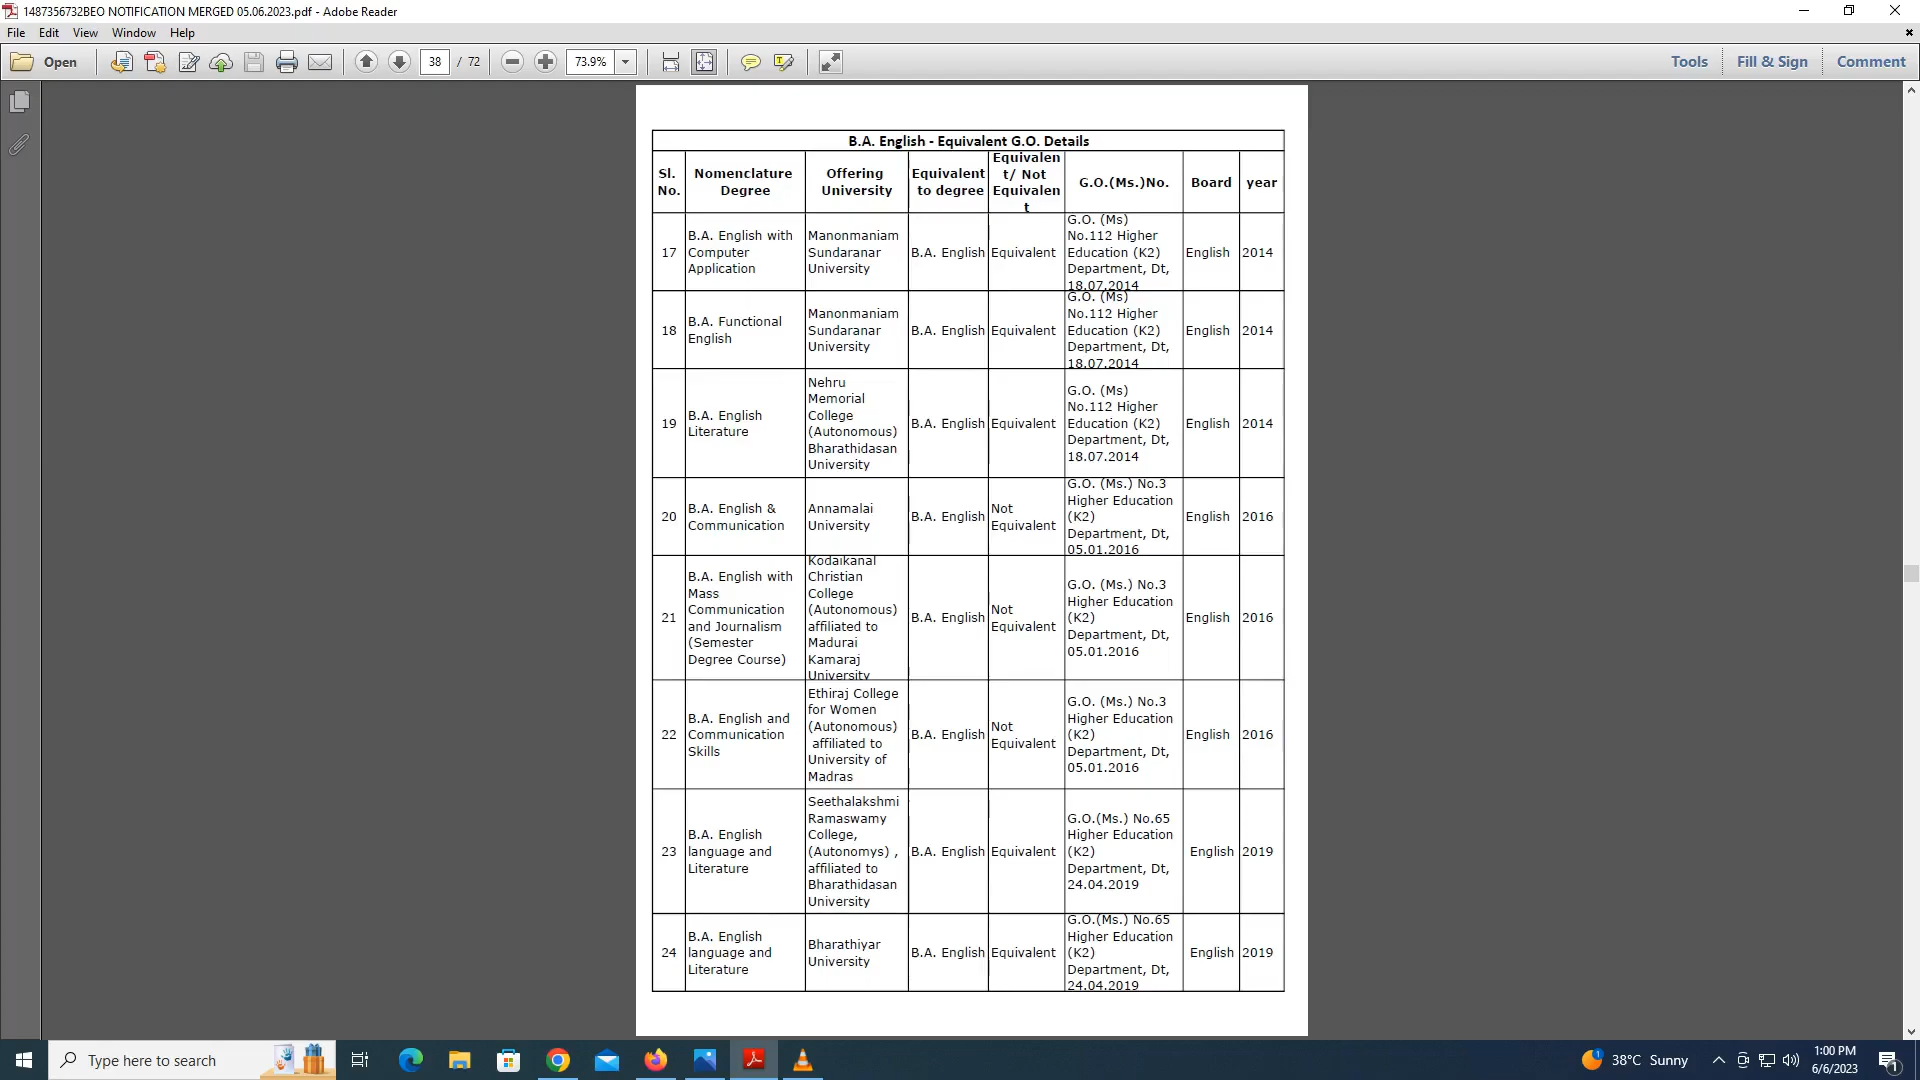 1487356732BEO NOTIFICATION MERGED 05.06.2023.pdf - Adobe Reader
File Edit View Window Help
Open 38 / 72 73.9% Tools Fill & Sign Comment
B.A. English - Equivalent G.O. Details
Sl. No. Nomenclature Degree Offering University Equivalent to degree Equivalen t/ Not Equivalen t G.O.(Ms.)No. Board year
17 B.A. English with Computer Application Manonmaniam Sundaranar University B.A. English Equivalent G.O. (Ms) No.112 Higher Education (K2) Department, Dt, 18.07.2014 English 2014
18 B.A. Functional English Manonmaniam Sundaranar University B.A. English Equivalent G.O. (Ms) No.112 Higher Education (K2) Department, Dt, 18.07.2014 English 2014
19 B.A. English Literature Nehru Memorial College (Autonomous) Bharathidasan University B.A. English Equivalent G.O. (Ms) No.112 Higher Education (K2) Department, Dt, 18.07.2014 English 2014
20 B.A. English & Communication Annamalai University B.A. English Not Equivalent G.O. (Ms.) No.3 Higher Education (K2) Department, Dt, 05.01.2016 English 2016
21 B.A. English with Mass Communication and Journalism (Semester Degree Course) Kodaikanal Christian College (Autonomous) affiliated to Madurai Kamaraj University B.A. English Not Equivalent G.O. (Ms.) No.3 Higher Education (K2) Department, Dt, 05.01.2016 English 2016
22 B.A. English and Communication Skills Ethiraj College for Women (Autonomous) affiliated to University of Madras B.A. English Not Equivalent G.O. (Ms.) No.3 Higher Education (K2) Department, Dt, 05.01.2016 English 2016
23 B.A. English language and Literature Seethalakshmi Ramaswamy College, (Autonomys) , affiliated to Bharathidasan University B.A. English Equivalent G.O.(Ms.) No.65 Higher Education (K2) Department, Dt, 24.04.2019 English 2019
24 B.A. English language and Literature Bharathiyar University B.A. English Equivalent G.O.(Ms.) No.65 Higher Education (K2) Department, Dt, 24.04.2019 English 2019
Type here to search 1 38°C Sunny 1:00 PM 1
6/6/2023